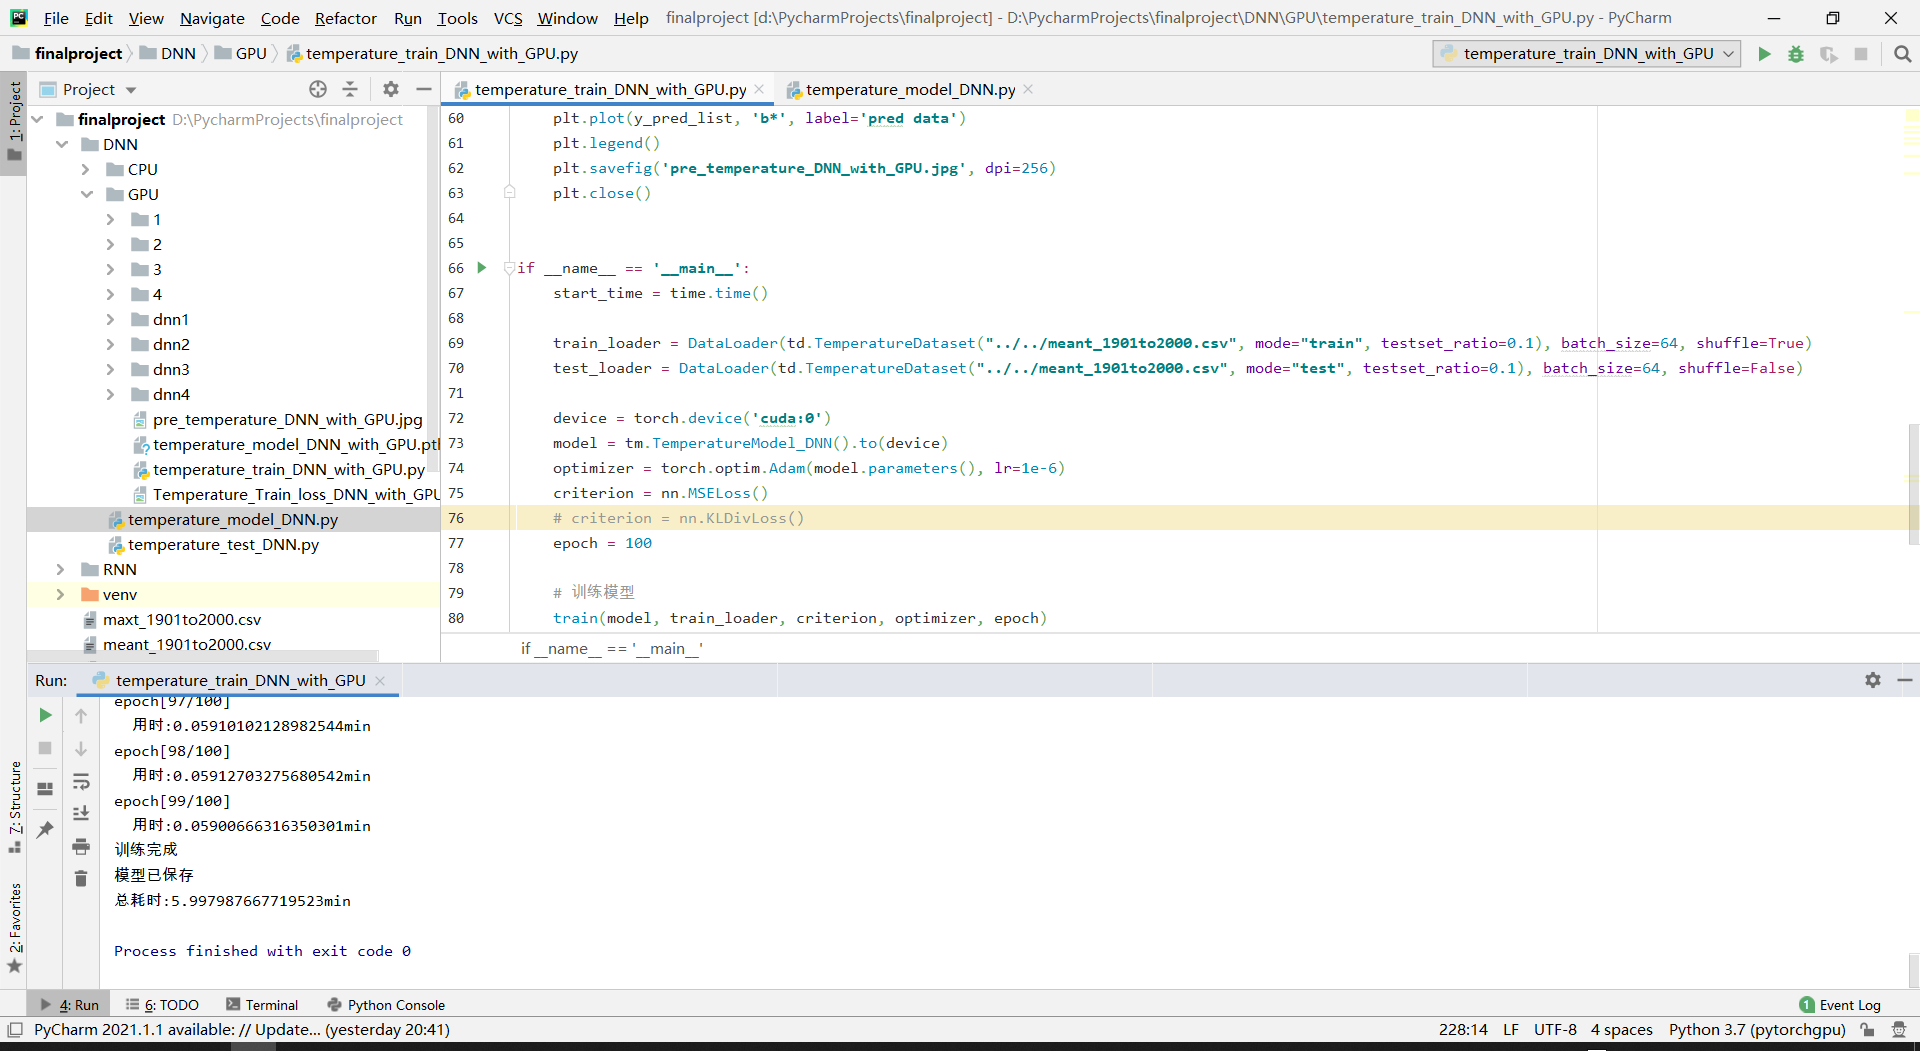 File Edit View Navigate Code Refactor Run Tools VCS Window Help finalproject [d:\PycharmProjects\finalproject] - D:\PycharmProjects\finalproject\DNN\GPU\temperature_train_DNN_with_GPU.py - PyCharm
finalproject DNN GPU temperature_train_DNN_with_GPU.py temperature_train_DNN_with_GPU
1: Project
Project
finalproject D:\PycharmProjects\finalproject
DNN
CPU
GPU
1
2
3
4
dnn1
dnn2
dnn3
dnn4
pre_temperature_DNN_with_GPU.jpg
temperature_model_DNN_with_GPU.pth
temperature_train_DNN_with_GPU.py
Temperature_Train_loss_DNN_with_GPU
temperature_model_DNN.py
temperature_test_DNN.py
RNN
venv
maxt_1901to2000.csv
meant_1901to2000.csv
temperature_train_DNN_with_GPU.py temperature_model_DNN.py
60 plt.plot(y_pred_list, 'b*', label='pred data')
61 plt.legend()
62 plt.savefig('pre_temperature_DNN_with_GPU.jpg', dpi=256)
63 plt.close()
64
65
66 if __name__ == '__main__':
67 start_time = time.time()
68
69 train_loader = DataLoader(td.TemperatureDataset("../../meant_1901to2000.csv", mode="train", testset_ratio=0.1), batch_size=64, shuffle=True)
70 test_loader = DataLoader(td.TemperatureDataset("../../meant_1901to2000.csv", mode="test", testset_ratio=0.1), batch_size=64, shuffle=False)
71
72 device = torch.device('cuda:0')
73 model = tm.TemperatureModel_DNN().to(device)
74 optimizer = torch.optim.Adam(model.parameters(), lr=1e-6)
75 criterion = nn.MSELoss()
76 # criterion = nn.KLDivLoss()
77 epoch = 100
78
79 # 训练模型
80 train(model, train_loader, criterion, optimizer, epoch)
if __name__ == '__main__'
Run: temperature_train_DNN_with_GPU
epoch[97/100]
用时:0.05910102128982544min
epoch[98/100]
用时:0.05912703275680542min
epoch[99/100]
用时:0.05900666316350301min
训练完成
模型已保存
总耗时:5.997987667719523min
Process finished with exit code 0
7: Structure
2: Favorites
4: Run 6: TODO Terminal Python Console 1 Event Log
PyCharm 2021.1.1 available: // Update... (yesterday 20:41) 228:14 LF UTF-8 4 spaces Python 3.7 (pytorchgpu)